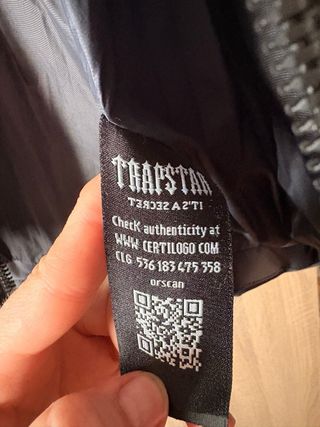 TRAPSTAR
IT'S A SECRET
Check authenticity at
WWW CERTILOGO COM
CLG 536 183 475 358
orscan